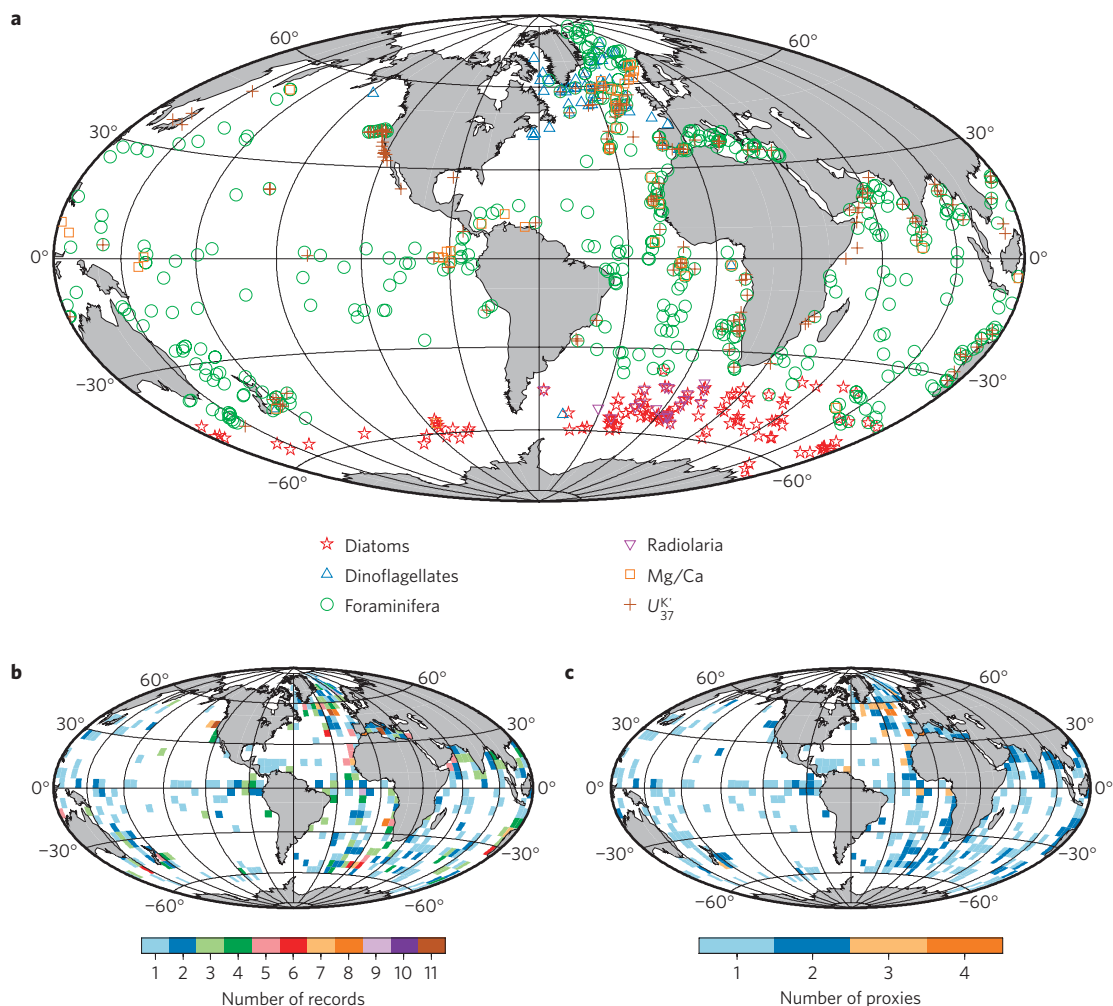 a
60° 60°
30° 30°
0° 0°
−30° −30°
−60° −60°
Diatoms Radiolaria
Dinoflagellates Mg/Ca
Foraminifera U37K'
b c
60° 60° 60° 60°
30° 30° 30° 30°
0° 0° 0° 0°
−30° −30° −30° −30°
−60° −60° −60° −60°
1 2 3 4 5 6 7 8 9 10 11 1 2 3 4
Number of records Number of proxies